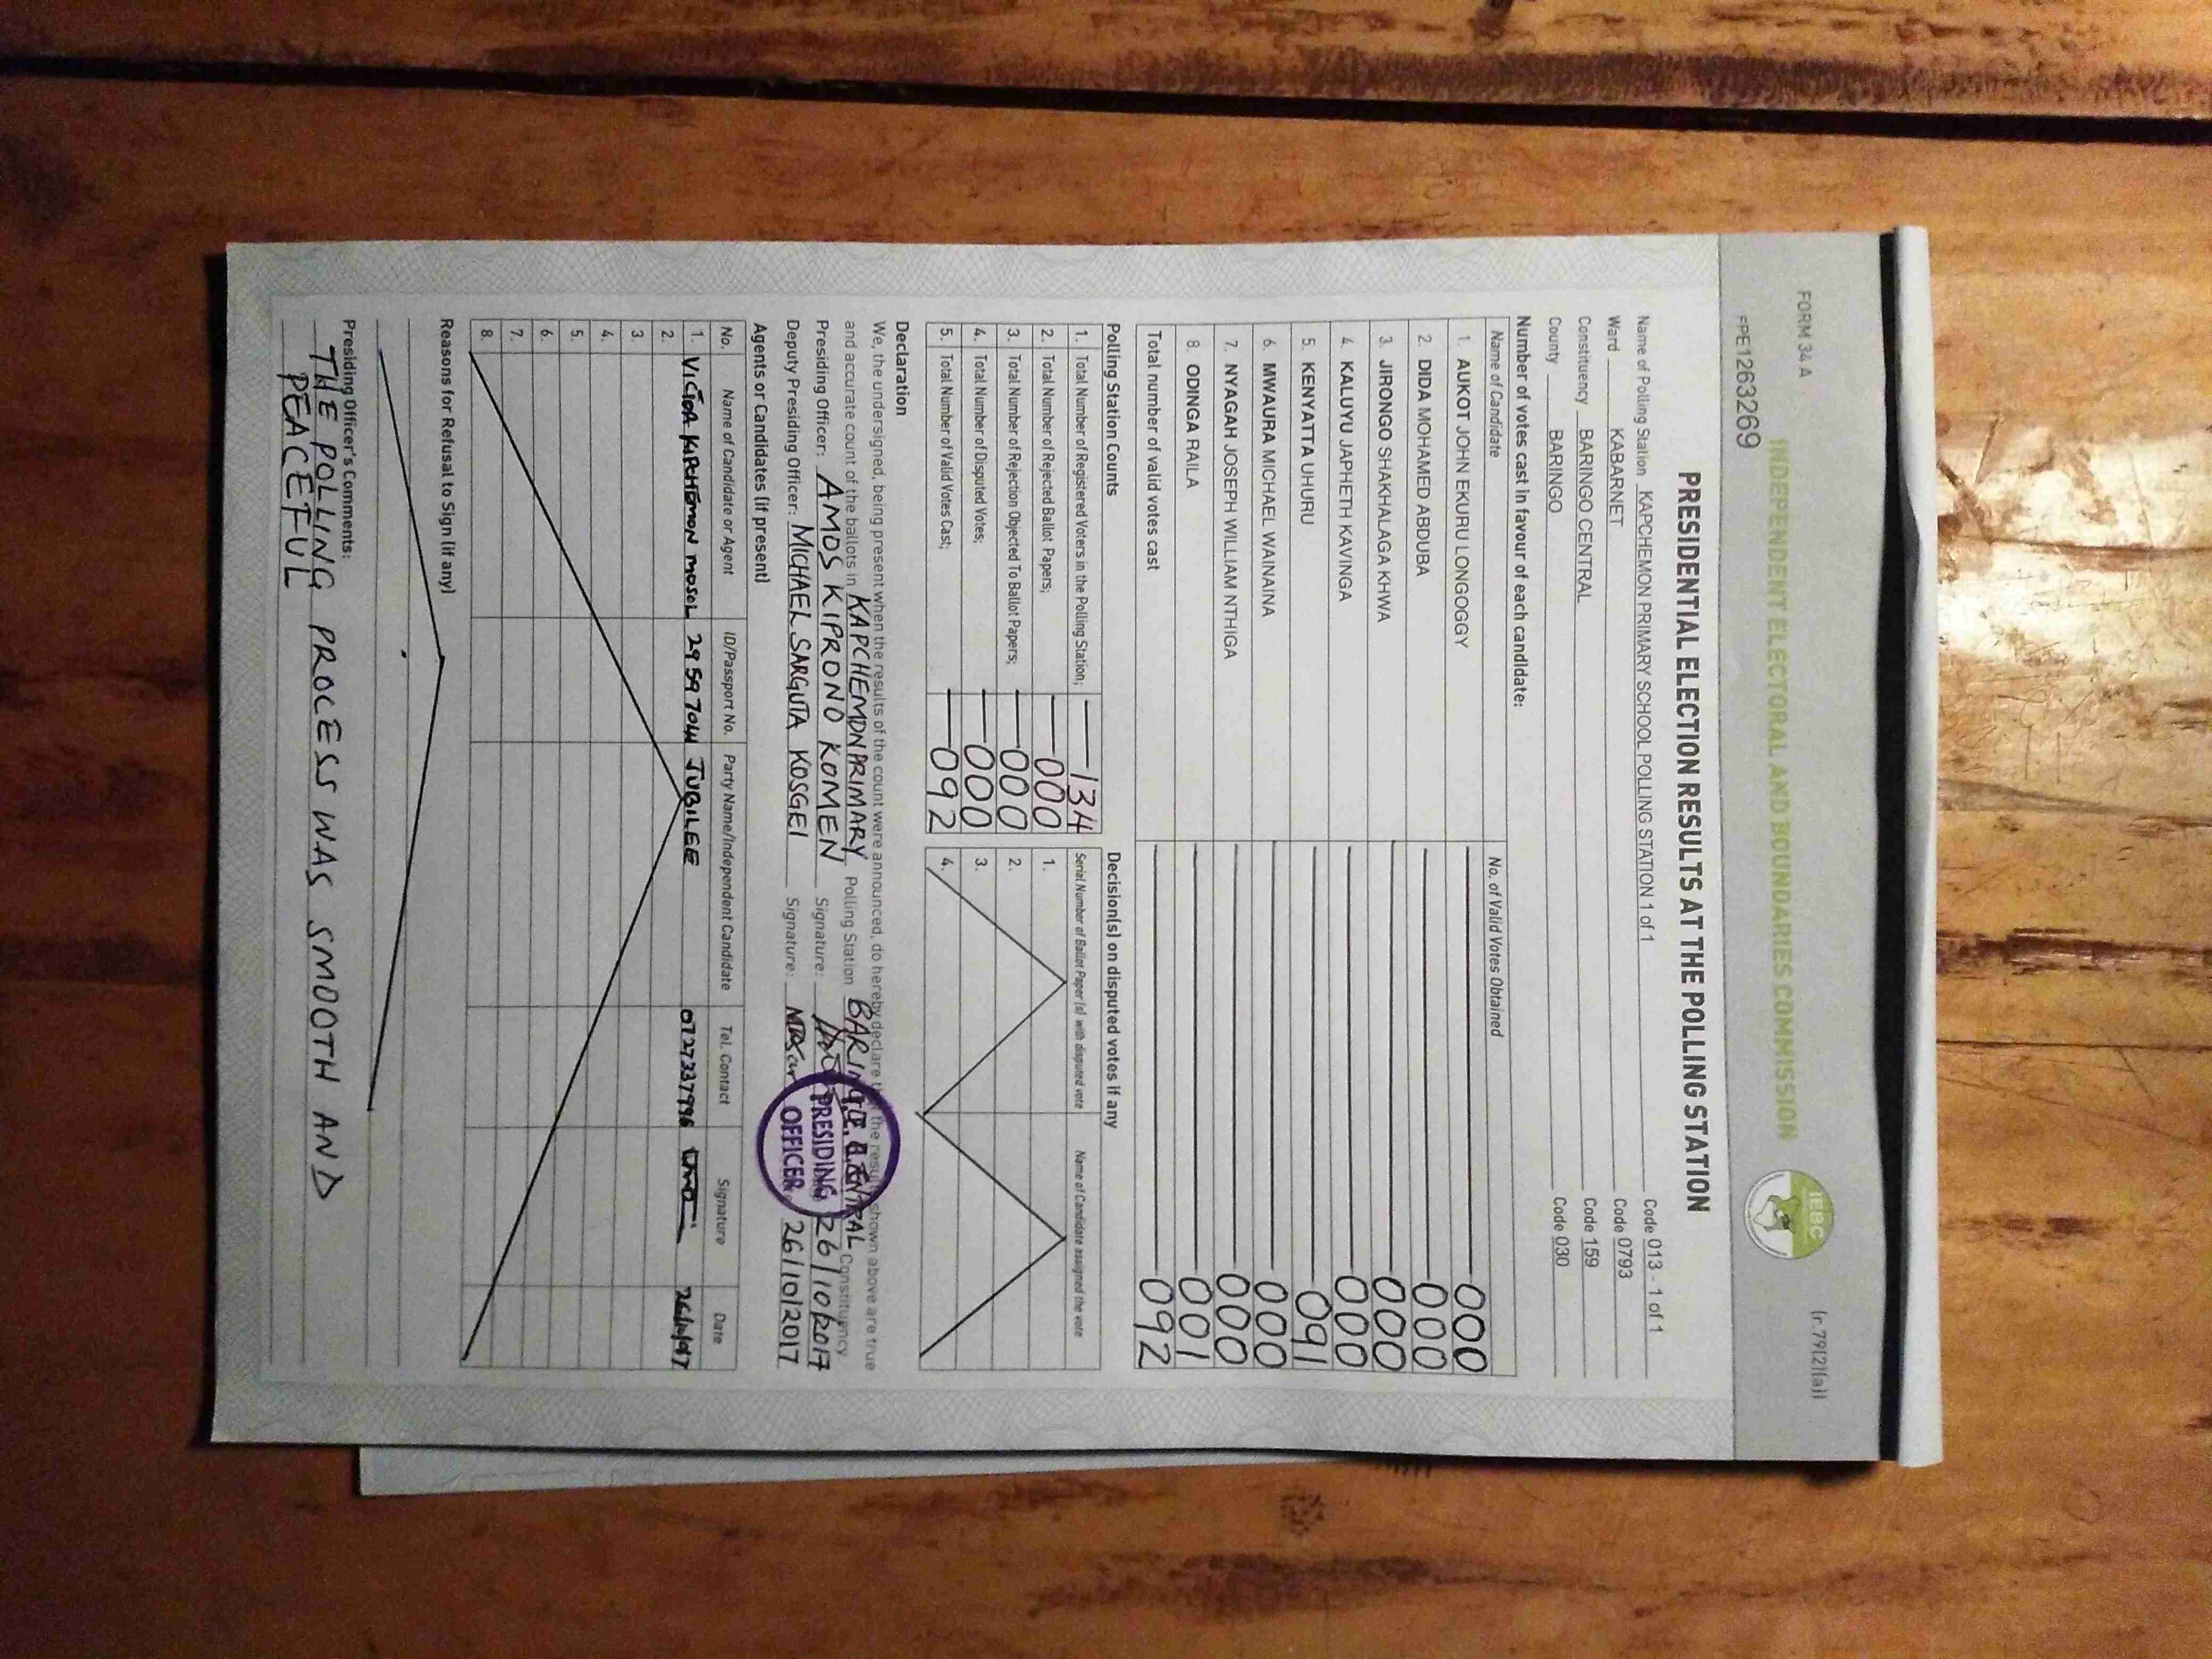 FORM 34 A
(r.79(2)(a))
INDEPENDENT ELECTORAL AND BOUNDARIES COMMISSION
IEBC
PRESIDENTIAL ELECTION RESULTS AT THE POLLING STATION
Name of Polling Station KAPCHEMON PRIMARY SCHOOL POLLING STATION 1 of 1 Code 013 - 1 of 1
Ward KABARNET Code 0793
Constituency BARINGO CENTRAL Code 159
County BARINGO Code 030
Number of votes cast in favour of each candidate:
Name of Candidate No. of Valid Votes Obtained
1. AUKOT JOHN EKURU LONGOGGY 000
2. DIDA MOHAMED ABDUBA 000
3. JIRONGO SHAKHALAGA KHWA 000
4. KALUYU JAPHETH KAVINGA 000
5. KENYATTA UHURU 091
6. MWAURA MICHAEL WAINAINA 000
7. NYAGAH JOSEPH WILLIAM NTHIGA 000
8. ODINGA RAILA 001
Total number of valid votes cast 092
Polling Station Counts
1. Total Number of Registered Voters in the Polling Station; 134
2. Total Number of Rejected Ballot Papers; 000
3. Total Number of Rejection Objected To Ballot Papers; 000
4. Total Number of Disputed Votes; 000
5. Total Number of Valid Votes Cast; 092
Decision(s) on disputed votes if any
Serial Number of Ballot Paper (s) with disputed vote Name of Candidate assigned the vote
1.
2.
3.
4.
Declaration
We, the undersigned, being present when the results of the count were announced, do hereby declare the results shown above are true
and accurate count of the ballots in KAPCHEMON PRIMARY Polling Station BARINGO CENTRAL Constituency
Presiding Officer: AMOS KIPRONO KOMEN Signature: 26/10/2017
Deputy Presiding Officer: MICHAEL SARGUTA KOSGEI Signature: 26/10/2017
PRESIDING
OFFICER
Agents or Candidates (if present)
No. Name of Candidate or Agent ID/Passport No. Party Name/Independent Candidate Tel. Contact Signature Date
1. KIPCHEMON MOSOL JUBILEE 0727337996
2.
3
4.
5.
6.
7.
8.
Reasons for Refusal to Sign (if any)
Presiding Officer's Comments:
THE POLLING PROCESS WAS SMOOTH AND
PEACEFUL